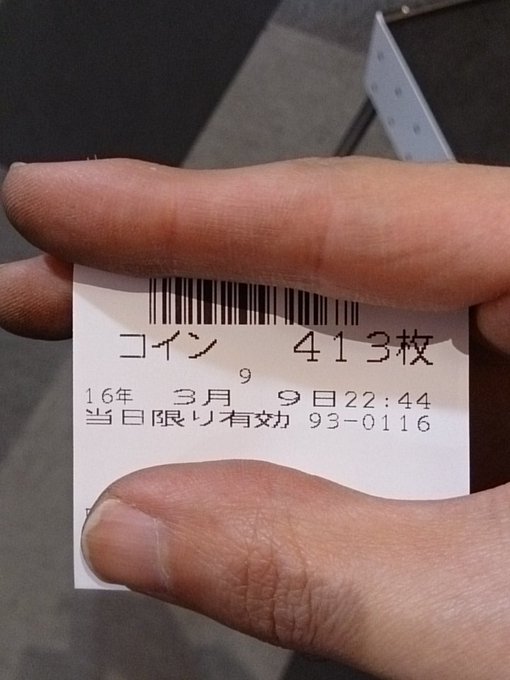 コイン 413枚
9
16年 3月 9日22:44
当日限り有効 93-0116